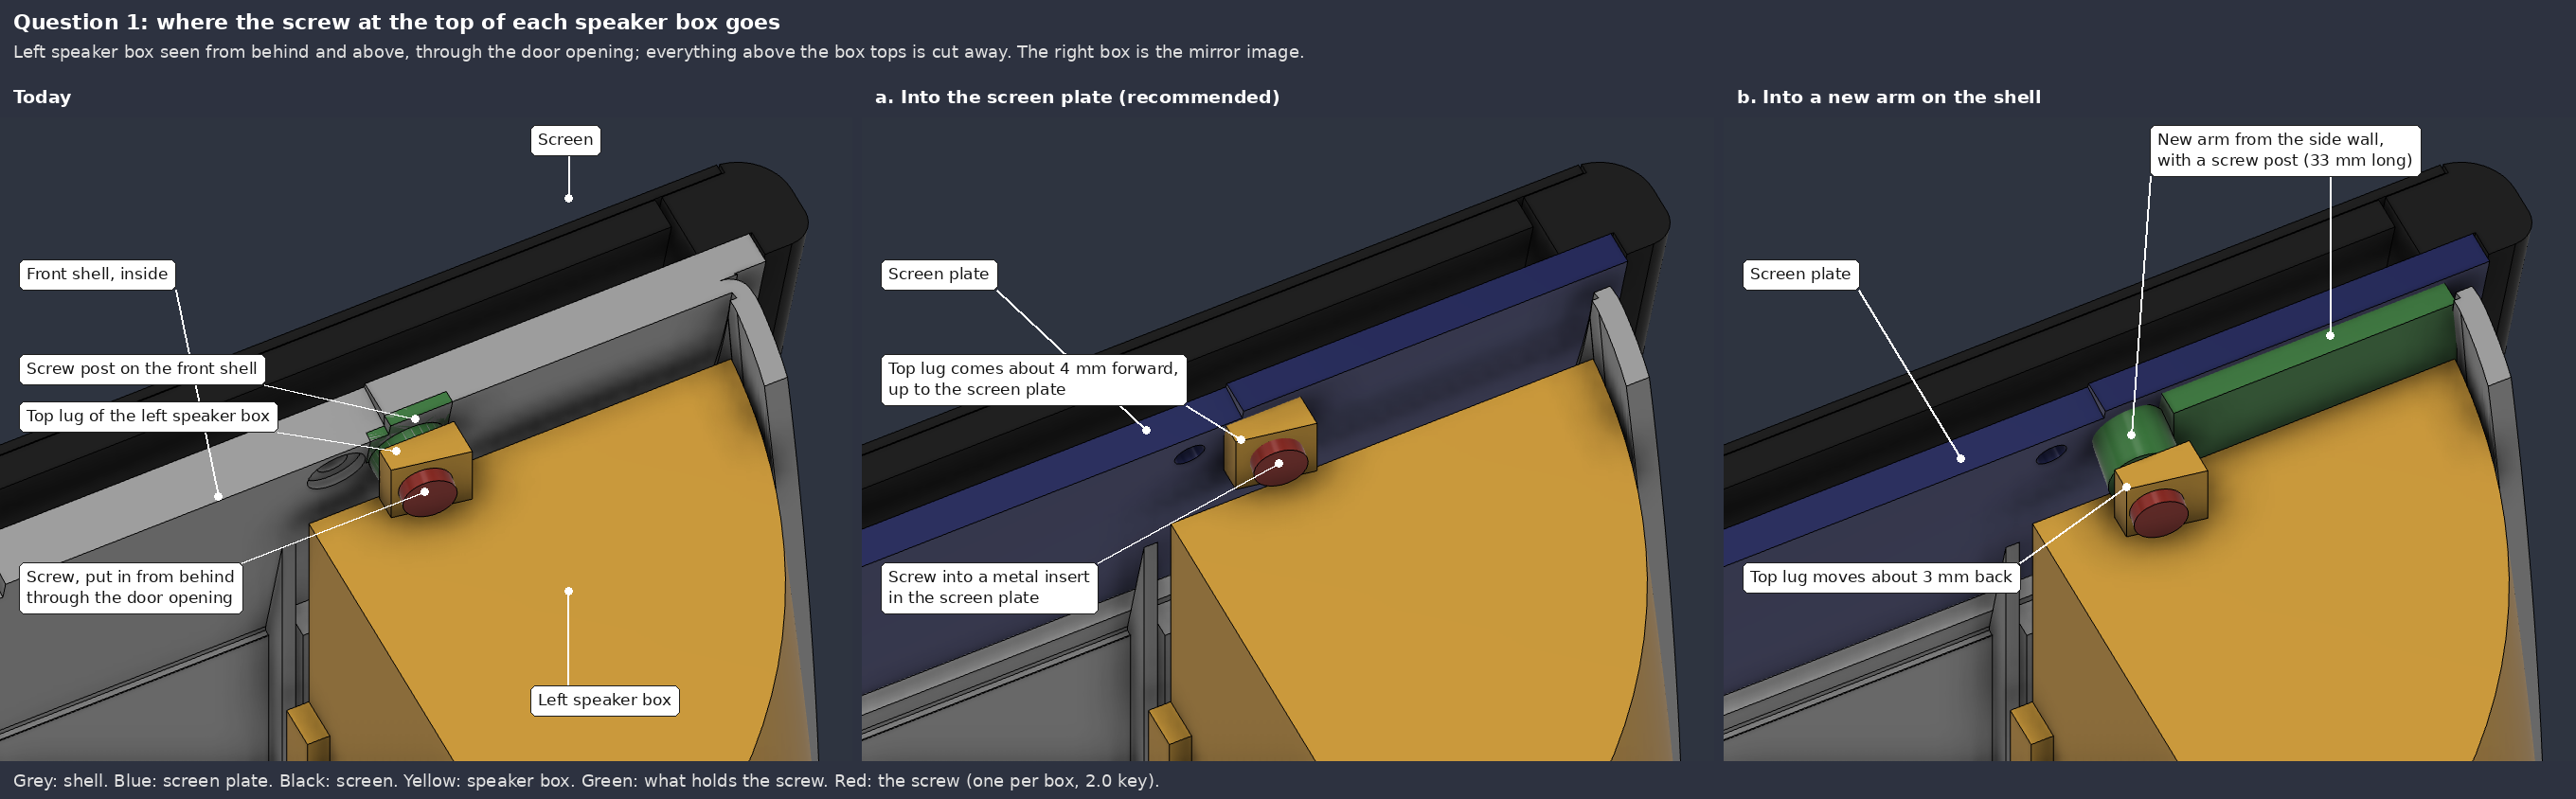 Question 1: where the screw at the top of each speaker box goes
Left speaker box seen from behind and above, through the door opening; everything above the box tops is cut away. The right box is the mirror image.
Today
Screen
Front shell, inside
Screw post on the front shell
Top lug of the left speaker box
Screw, put in from behind
through the door opening
Left speaker box
a. Into the screen plate (recommended)
Screen plate
Top lug comes about 4 mm forward,
up to the screen plate
Screw into a metal insert
in the screen plate
b. Into a new arm on the shell
New arm from the side wall,
with a screw post (33 mm long)
Screen plate
Top lug moves about 3 mm back
Grey: shell. Blue: screen plate. Black: screen. Yellow: speaker box. Green: what holds the screw. Red: the screw (one per box, 2.0 key).